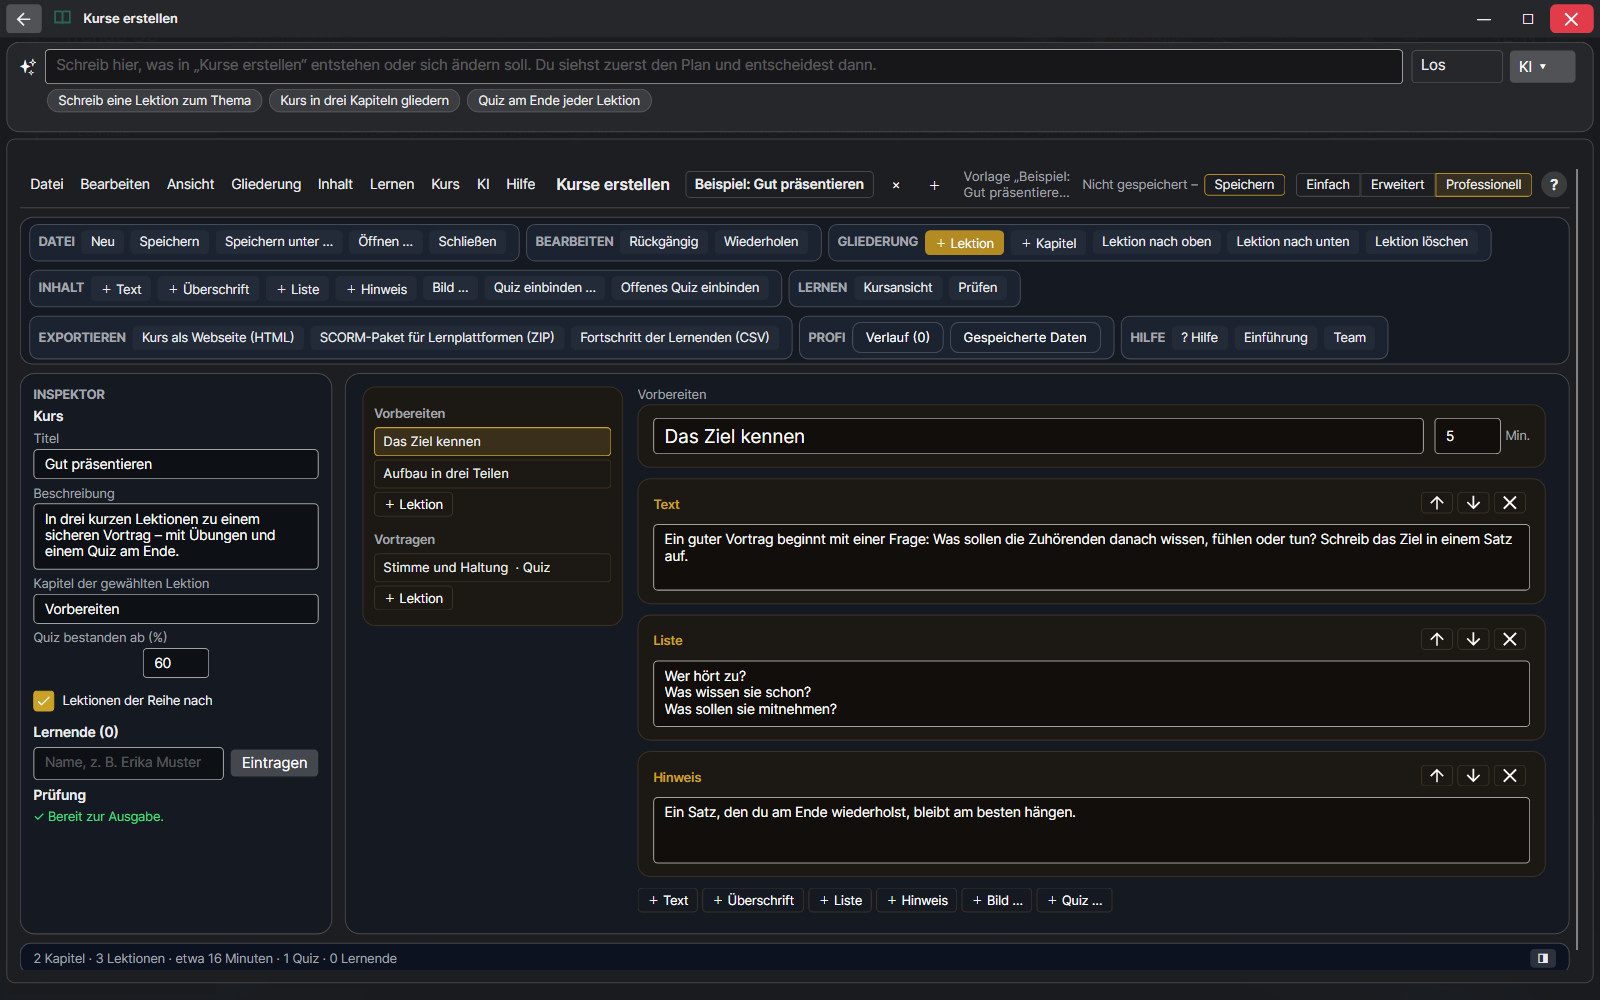 Kurse erstellen
Schreib hier, was in „Kurse erstellen“ entstehen oder sich ändern soll. Du siehst zuerst den Plan und entscheidest dann.
Los
KI
Schreib eine Lektion zum Thema
Kurs in drei Kapiteln gliedern
Quiz am Ende jeder Lektion
Datei Bearbeiten Ansicht Gliederung Inhalt Lernen Kurs KI Hilfe
Kurse erstellen
Beispiel: Gut präsentieren
Vorlage „Beispiel:
Gut präsentiere...
Nicht gespeichert –
Speichern
Einfach Erweitert Professionell
?
DATEI Neu Speichern Speichern unter ... Öffnen ... Schließen
BEARBEITEN Rückgängig Wiederholen
GLIEDERUNG + Lektion + Kapitel Lektion nach oben Lektion nach unten Lektion löschen
INHALT + Text + Überschrift + Liste + Hinweis Bild ... Quiz einbinden ... Offenes Quiz einbinden
LERNEN Kursansicht Prüfen
EXPORTIEREN Kurs als Webseite (HTML) SCORM-Paket für Lernplattformen (ZIP) Fortschritt der Lernenden (CSV)
PROFI Verlauf (0) Gespeicherte Daten
HILFE ? Hilfe Einführung Team
INSPEKTOR
Kurs
Titel
Gut präsentieren
Beschreibung
In drei kurzen Lektionen zu einem
sicheren Vortrag – mit Übungen und
einem Quiz am Ende.
Kapitel der gewählten Lektion
Vorbereiten
Quiz bestanden ab (%)
60
Lektionen der Reihe nach
Lernende (0)
Name, z. B. Erika Muster
Eintragen
Prüfung
✓ Bereit zur Ausgabe.
Vorbereiten
Das Ziel kennen
Aufbau in drei Teilen
+ Lektion
Vortragen
Stimme und Haltung · Quiz
+ Lektion
Vorbereiten
Das Ziel kennen
5
Min.
Text
Ein guter Vortrag beginnt mit einer Frage: Was sollen die Zuhörenden danach wissen, fühlen oder tun? Schreib das Ziel in einem Satz
auf.
Liste
Wer hört zu?
Was wissen sie schon?
Was sollen sie mitnehmen?
Hinweis
Ein Satz, den du am Ende wiederholst, bleibt am besten hängen.
+ Text + Überschrift + Liste + Hinweis + Bild ... + Quiz ...
2 Kapitel · 3 Lektionen · etwa 16 Minuten · 1 Quiz · 0 Lernende